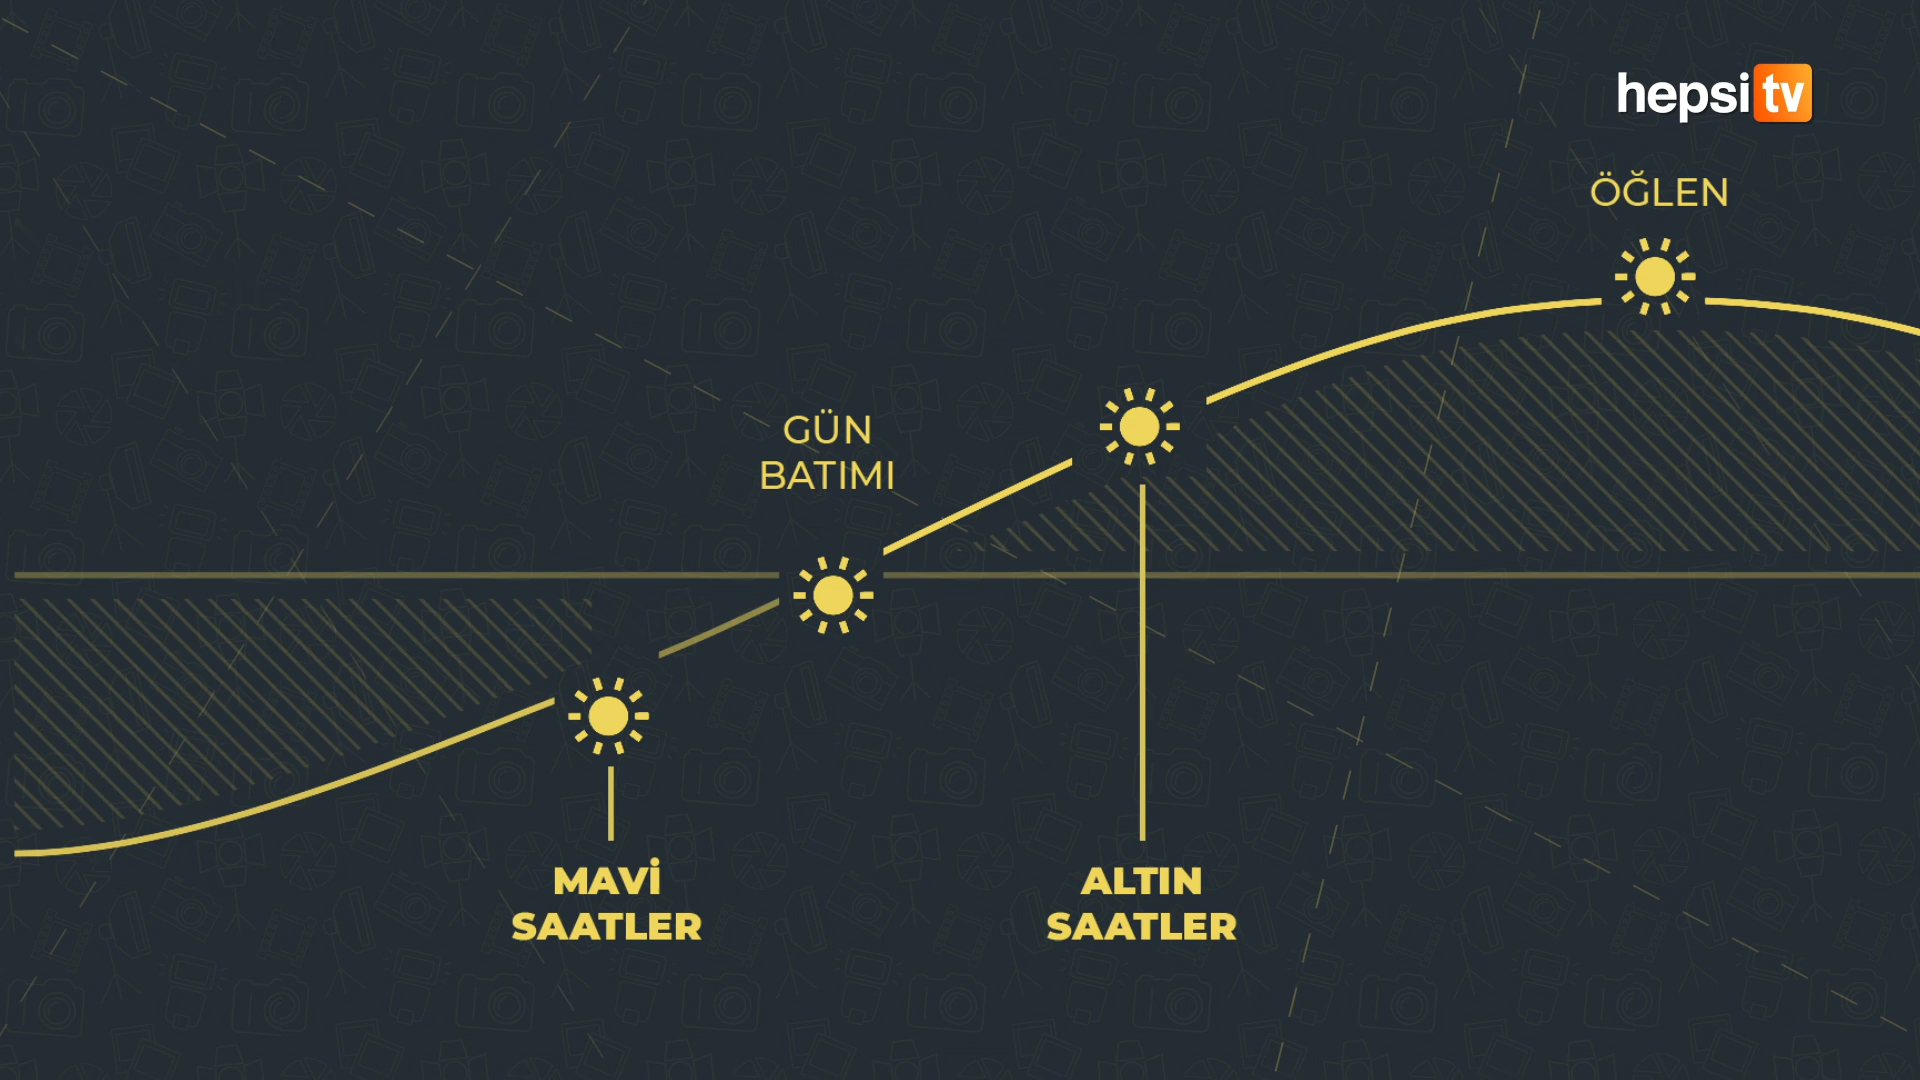 hepsitv
ÖĞLEN
GÜN
BATIMI
MAVİ
SAATLER
ALTIN
SAATLER